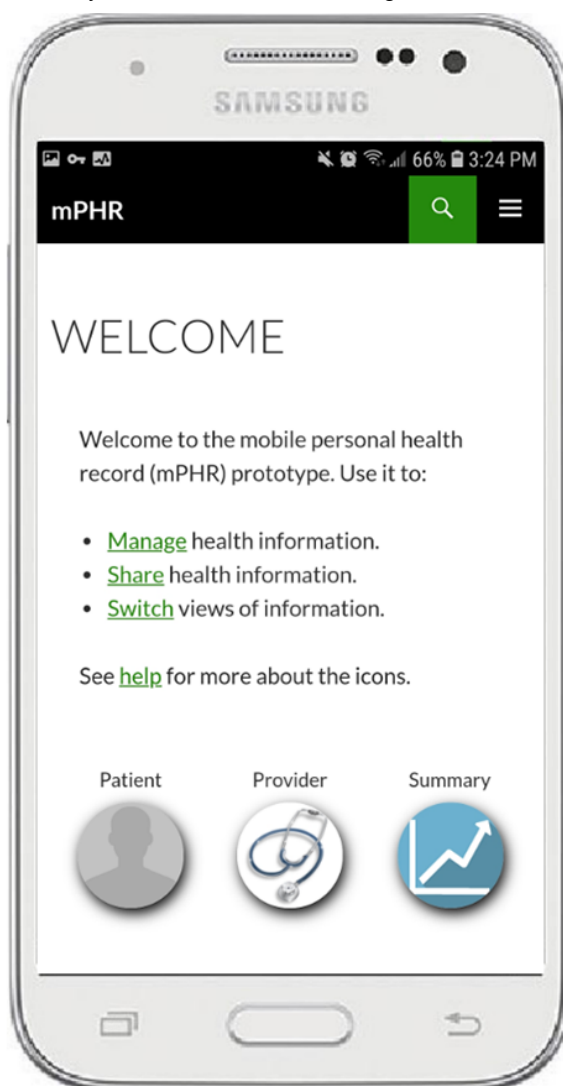 SAMSUNG
66% 3:24 PM
mPHR
WELCOME
Welcome to the mobile personal health
record (mPHR) prototype. Use it to:
• Manage health information.
• Share health information.
• Switch views of information.
See help for more about the icons.
Patient Provider Summary